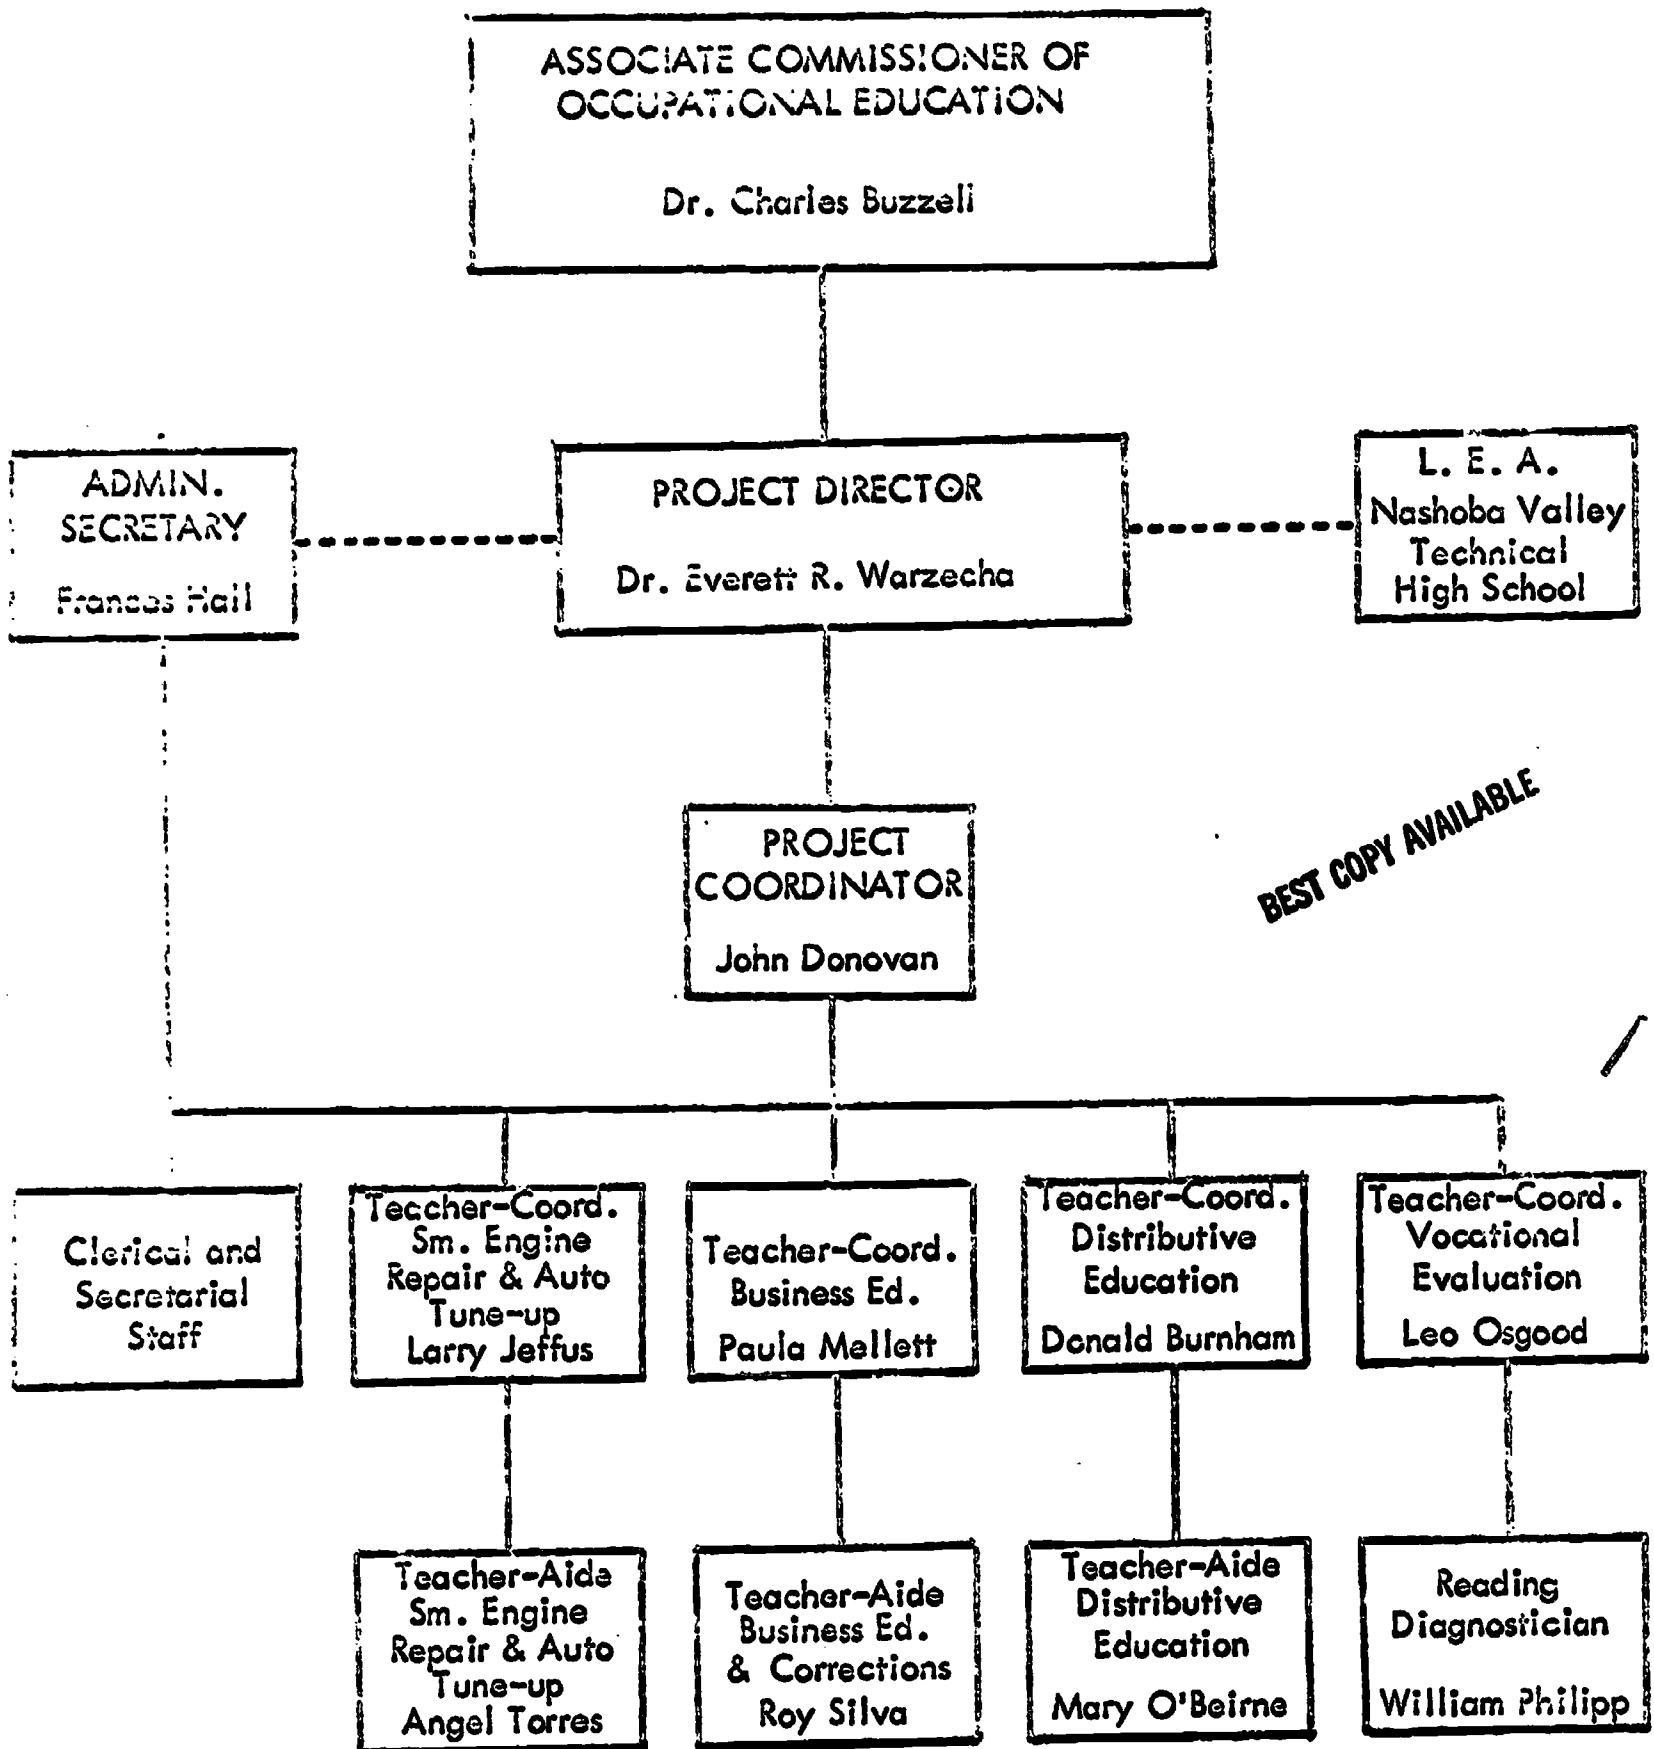 ASSOCIATE COMMISSIONER OF
OCCUPATIONAL EDUCATION
Dr. Charles Buzzell
ADMIN.
SECRETARY
Frances Hall
PROJECT DIRECTOR
Dr. Everett R. Warzecha
L. E. A.
Nashoba Valley
Technical
High School
PROJECT
COORDINATOR
John Donovan
BEST COPY AVAILABLE
Clerical and
Secretarial
Staff
Teacher-Coord.
Sm. Engine
Repair & Auto
Tune-up
Larry Jeffus
Teacher-Coord.
Business Ed.
Paula Mellett
Teacher-Coord.
Distributive
Education
Donald Burnham
Teacher-Coord.
Vocational
Evaluation
Leo Osgood
Teacher-Aide
Sm. Engine
Repair & Auto
Tune-up
Angel Torres
Teacher-Aide
Business Ed.
& Corrections
Roy Silva
Teacher-Aide
Distributive
Education
Mary O'Beirne
Reading
Diagnostician
William Philipp